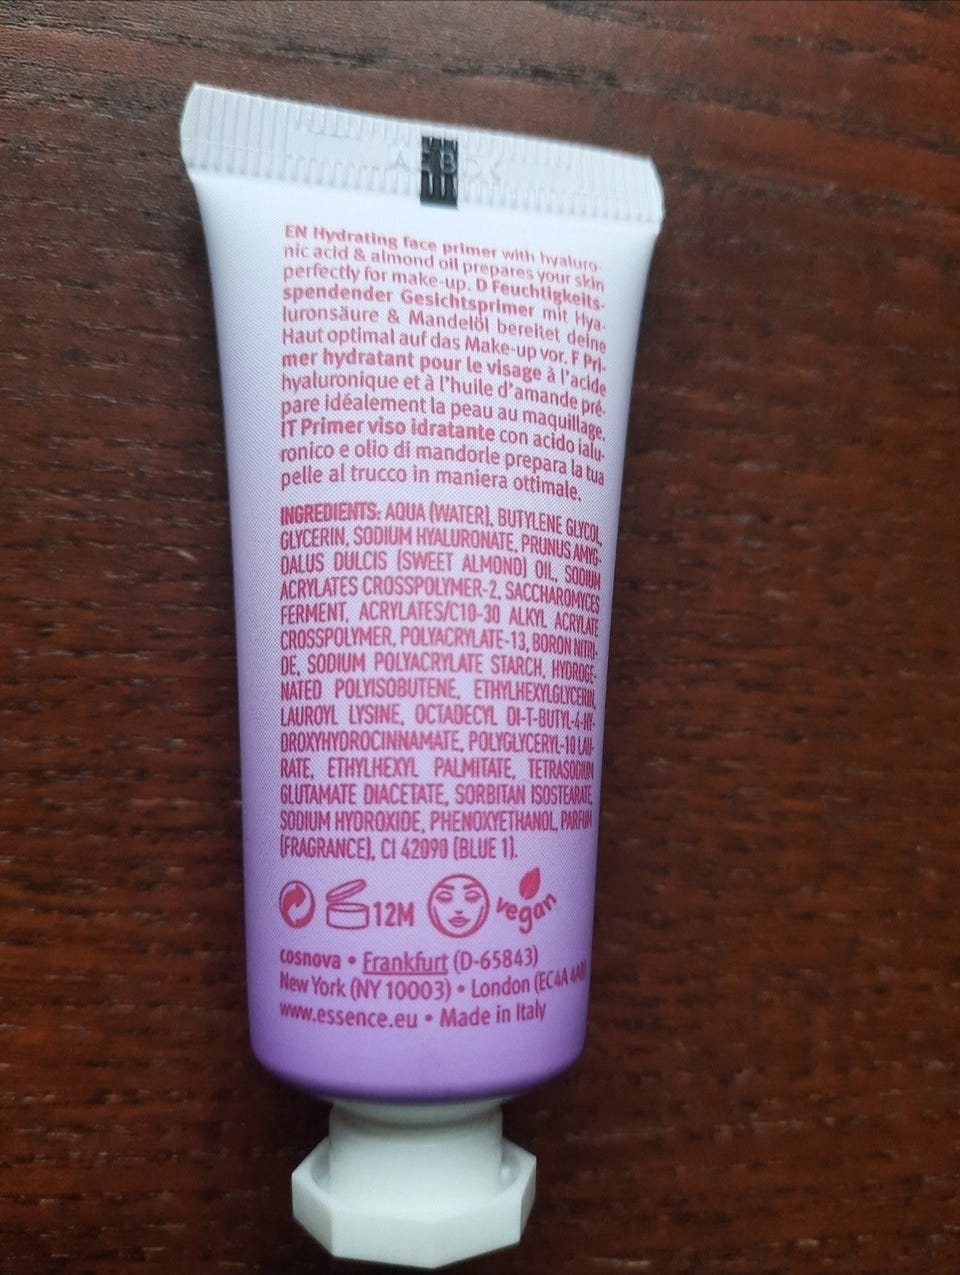 EN Hydrating face primer with hyaluro-
nic acid & almond oil prepares your skin
perfectly for make-up. D Feuchtigkeits-
spendender Gesichtsprimer mit Hya-
luronsäure & Mandelöl bereitet deine
Haut optimal auf das Make-up vor. F Pri-
mer hydratant pour le visage à l'acide
hyaluronique et à l'huile d'amande pré-
pare idéalement la peau au maquillage.
IT Primer viso idratante con acido ialu-
ronico e olio di mandorle prepara la tua
pelle al trucco in maniera ottimale.
INGREDIENTS: AQUA (WATER), BUTYLENE GLYCOL,
GLYCERIN, SODIUM HYALURONATE, PRUNUS AMYG-
DALUS DULCIS (SWEET ALMOND) OIL, SODIUM
ACRYLATES CROSSPOLYMER-2, SACCHAROMYCES
FERMENT, ACRYLATES/C10-30 ALKYL ACRYLATE
CROSSPOLYMER, POLYACRYLATE-13, BORON NITRI-
DE, SODIUM POLYACRYLATE STARCH, HYDROGE-
NATED POLYISOBUTENE, ETHYLHEXYLGLYCERIN,
LAUROYL LYSINE, OCTADECYL DI-T-BUTYL-4-HY-
DROXYHYDROCINNAMATE, POLYGLYCERYL-10 LAU-
RATE, ETHYLHEXYL PALMITATE, TETRASODIUM
GLUTAMATE DIACETATE, SORBITAN ISOSTEARATE,
SODIUM HYDROXIDE, PHENOXYETHANOL, PARFUM
(FRAGRANCE), CI 42090 (BLUE 1).
12M vegan
cosnova • Frankfurt (D-65843)
New York (NY 10003) • London (EC4A
www.essence.eu • Made in Italy